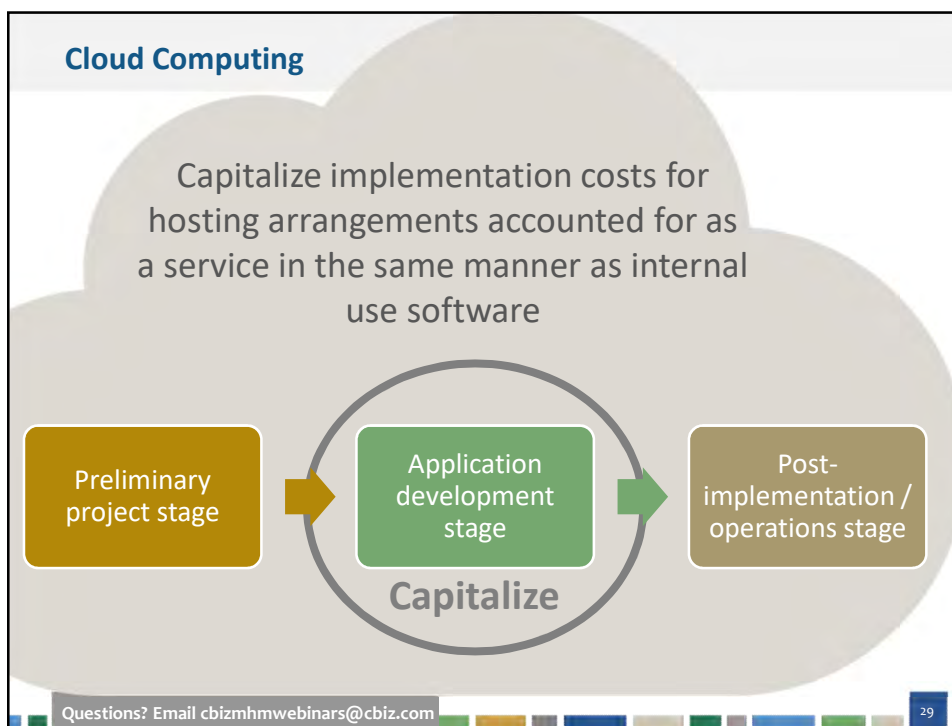 Cloud Computing
Capitalize implementation costs for
hosting arrangements accounted for as
a service in the same manner as internal
use software
Preliminary
project stage
Application
development
stage
Post-
implementation /
operations stage
Capitalize
Questions? Email cbizmhmwebinars@cbiz.com
29